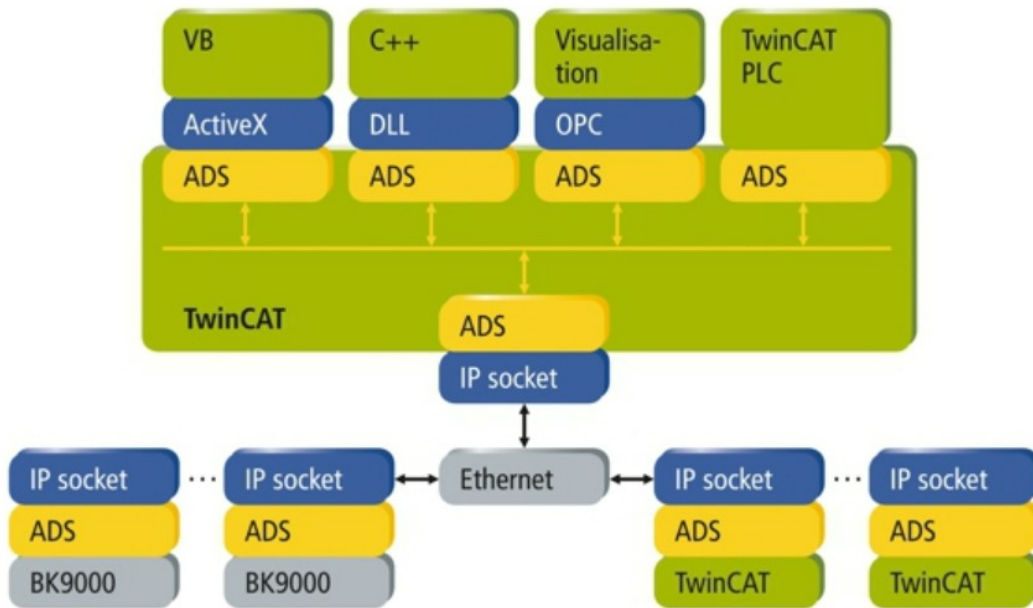 VB
C++
Visualisa-
tion
TwinCAT
PLC
ActiveX
DLL
OPC
ADS
ADS
ADS
ADS
TwinCAT
ADS
IP socket
IP socket
...
IP socket
Ethernet
IP socket
...
IP socket
ADS
ADS
ADS
ADS
BK9000
BK9000
TwinCAT
TwinCAT